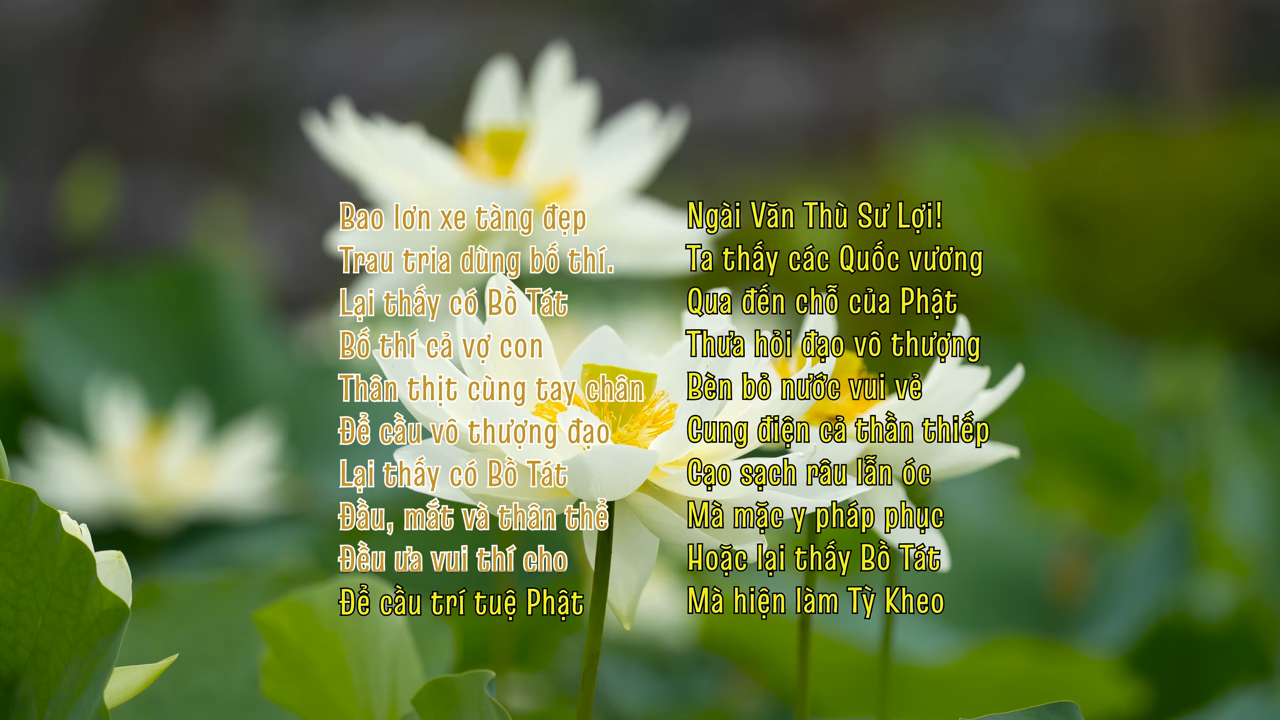 Bao lơn xe tàng đẹp
Trau tria dùng bố thí.
Lại thấy có Bồ Tát
Bố thí cả vợ con
Thân thịt cùng tay chân
Để cầu vô thượng đạo
Lại thấy có Bồ Tát
Đầu, mắt và thân thể
Đều ưa vui thí cho
Để cầu trí tuệ Phật
Ngài Văn Thù Sư Lợi!
Ta thấy các Quốc vương
Qua đến chỗ của Phật
Thưa hỏi đạo vô thượng
Bèn bỏ nước vui vẻ
Cung điện cả thần thiếp
Cạo sạch râu lẫn óc
Mà mặc y pháp phục
Hoặc lại thấy Bồ Tát
Mà hiện làm Tỳ Kheo